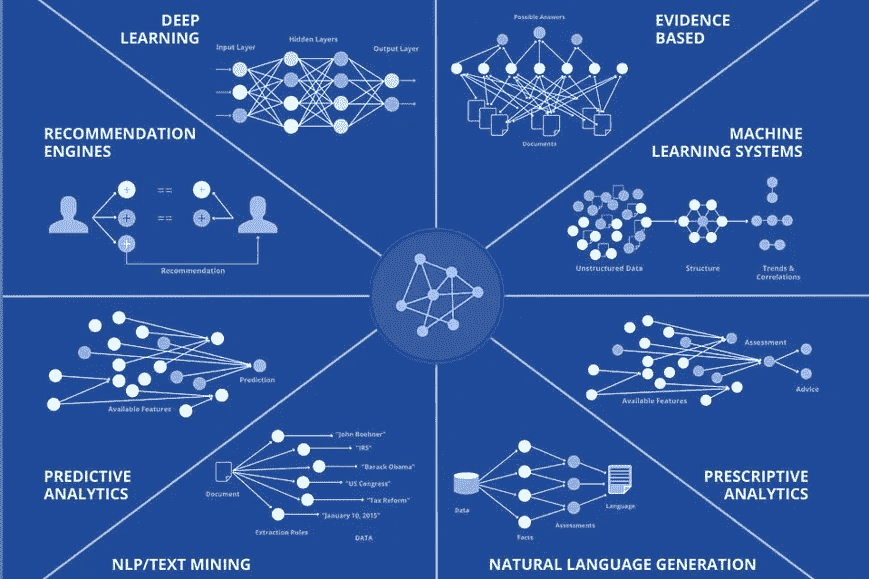 DEEP
LEARNING
Input Layer
Hidden Layers
Output Layer
EVIDENCE
BASED
Possible Answers
Documents
RECOMMENDATION
ENGINES
Recommendation
MACHINE
LEARNING SYSTEMS
Unstructured Data
Structure
Trends &
Correlations
Available Features
Prediction
PREDICTIVE
ANALYTICS
Assessment
Advice
Available Features
PRESCRIPTIVE
ANALYTICS
Document
"John Boehner"
"IRS"
"Barack Obama"
"US Congress"
"Tax Reform"
"January 10, 2015"
Extraction Rules
DATA
NLP/TEXT MINING
Data
Facts
Assessments
Language
NATURAL LANGUAGE GENERATION